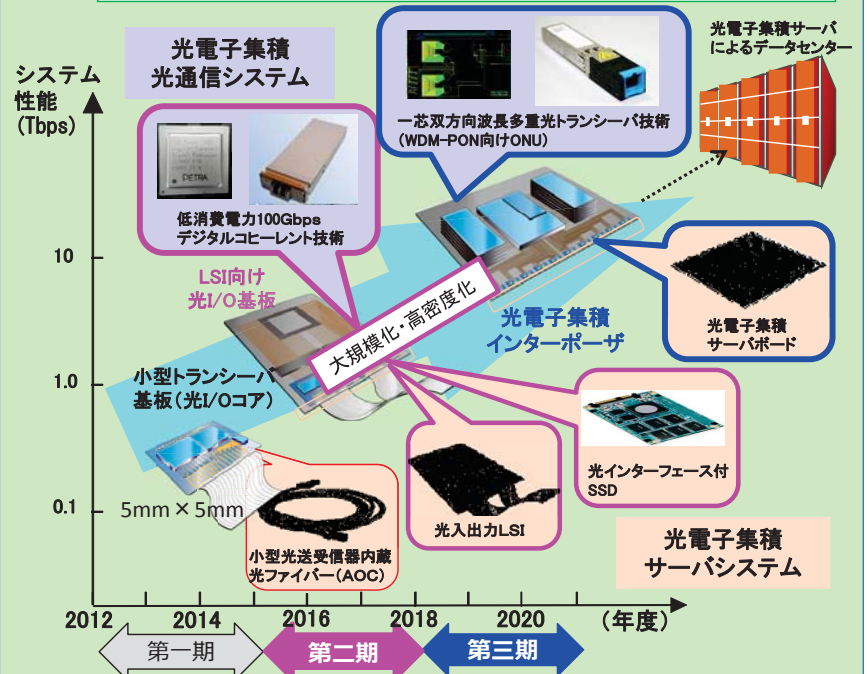 光電子集積
光通信システム
光電子集積サーバ
によるデータセンター
システム
性能
(Tbps)
一芯双方向波長多重光トランシーバ技術
(WDM-PON向けONU)
PETRA
低消費電力100Gbps
デジタルコヒーレント技術
10
LSI向け
光I/O基板
大規模化・高密度化
光電子集積
インターポーザ
光電子集積
サーバボード
1.0
小型トランシーバ
基板(光I/Oコア)
光インターフェース付
SSD
0.1
5mm×5mm
光入出力LSI
小型光送受信器内蔵
光ファイバー(AOC)
光電子集積
サーバシステム
2012
2014
2016
2018
2020
(年度)
第一期
第二期
第三期